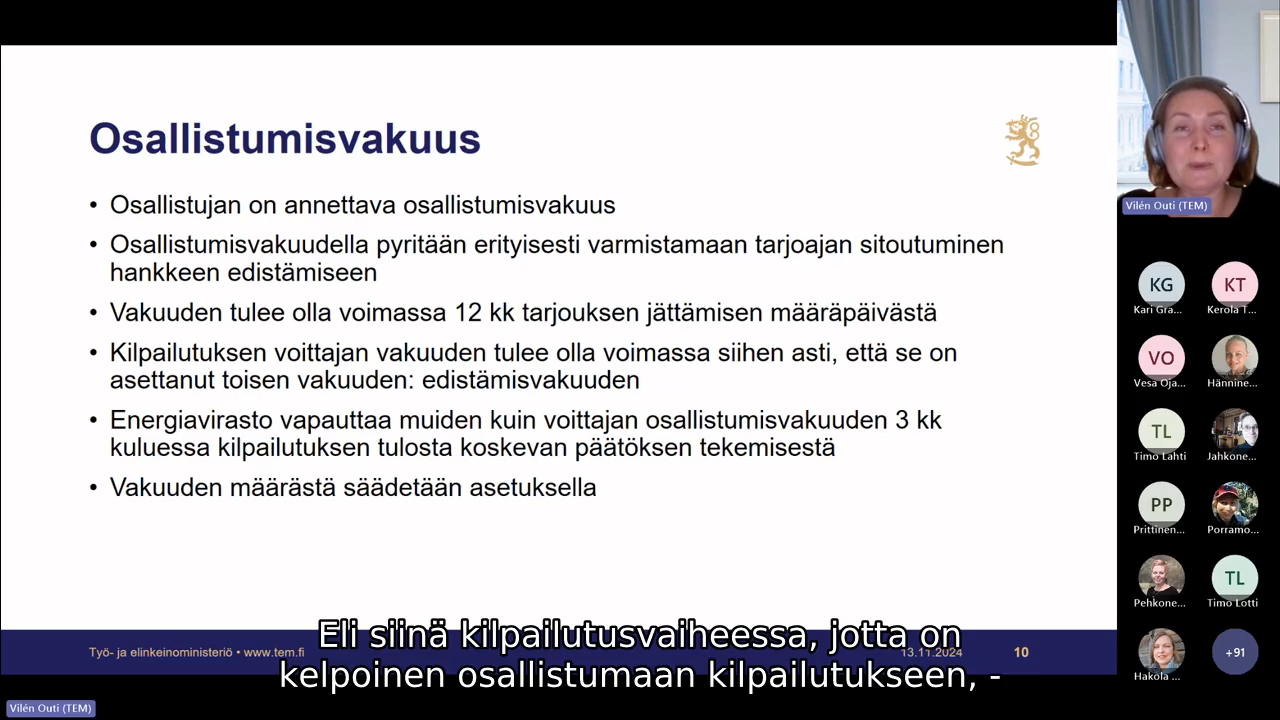 Osallistumisvakuus
• Osallistujan on annettava osallistumisvakuus
• Osallistumisvakuudella pyritään erityisesti varmistamaan tarjoajan sitoutuminen
hankkeen edistämiseen
• Vakuuden tulee olla voimassa 12 kk tarjouksen jättämisen määräpäivästä
• Kilpailutuksen voittajan vakuuden tulee olla voimassa siihen asti, että se on
asettanut toisen vakuuden: edistämisvakuuden
• Energiavirasto vapauttaa muiden kuin voittajan osallistumisvakuuden 3 kk
kuluessa kilpailutuksen tulosta koskevan päätöksen tekemisestä
• Vakuuden määrästä säädetään asetuksella
Työ- ja elinkeinoministeriö • www.tem.fi
13.11.2024
10
Eli siinä kilpailutusvaiheessa, jotta on
kelpoinen osallistumaan kilpailutukseen, -
Vilén Outi (TEM)
Vilén Outi (TEM)
KG
Kari Gra...
KT
Kerola T...
VO
Vesa Oja...
Hännine...
TL
Timo Lahti
Jahkone...
PP
Prittinen...
Porramo...
Pehkone...
TL
Timo Lotti
Hakola ...
+91